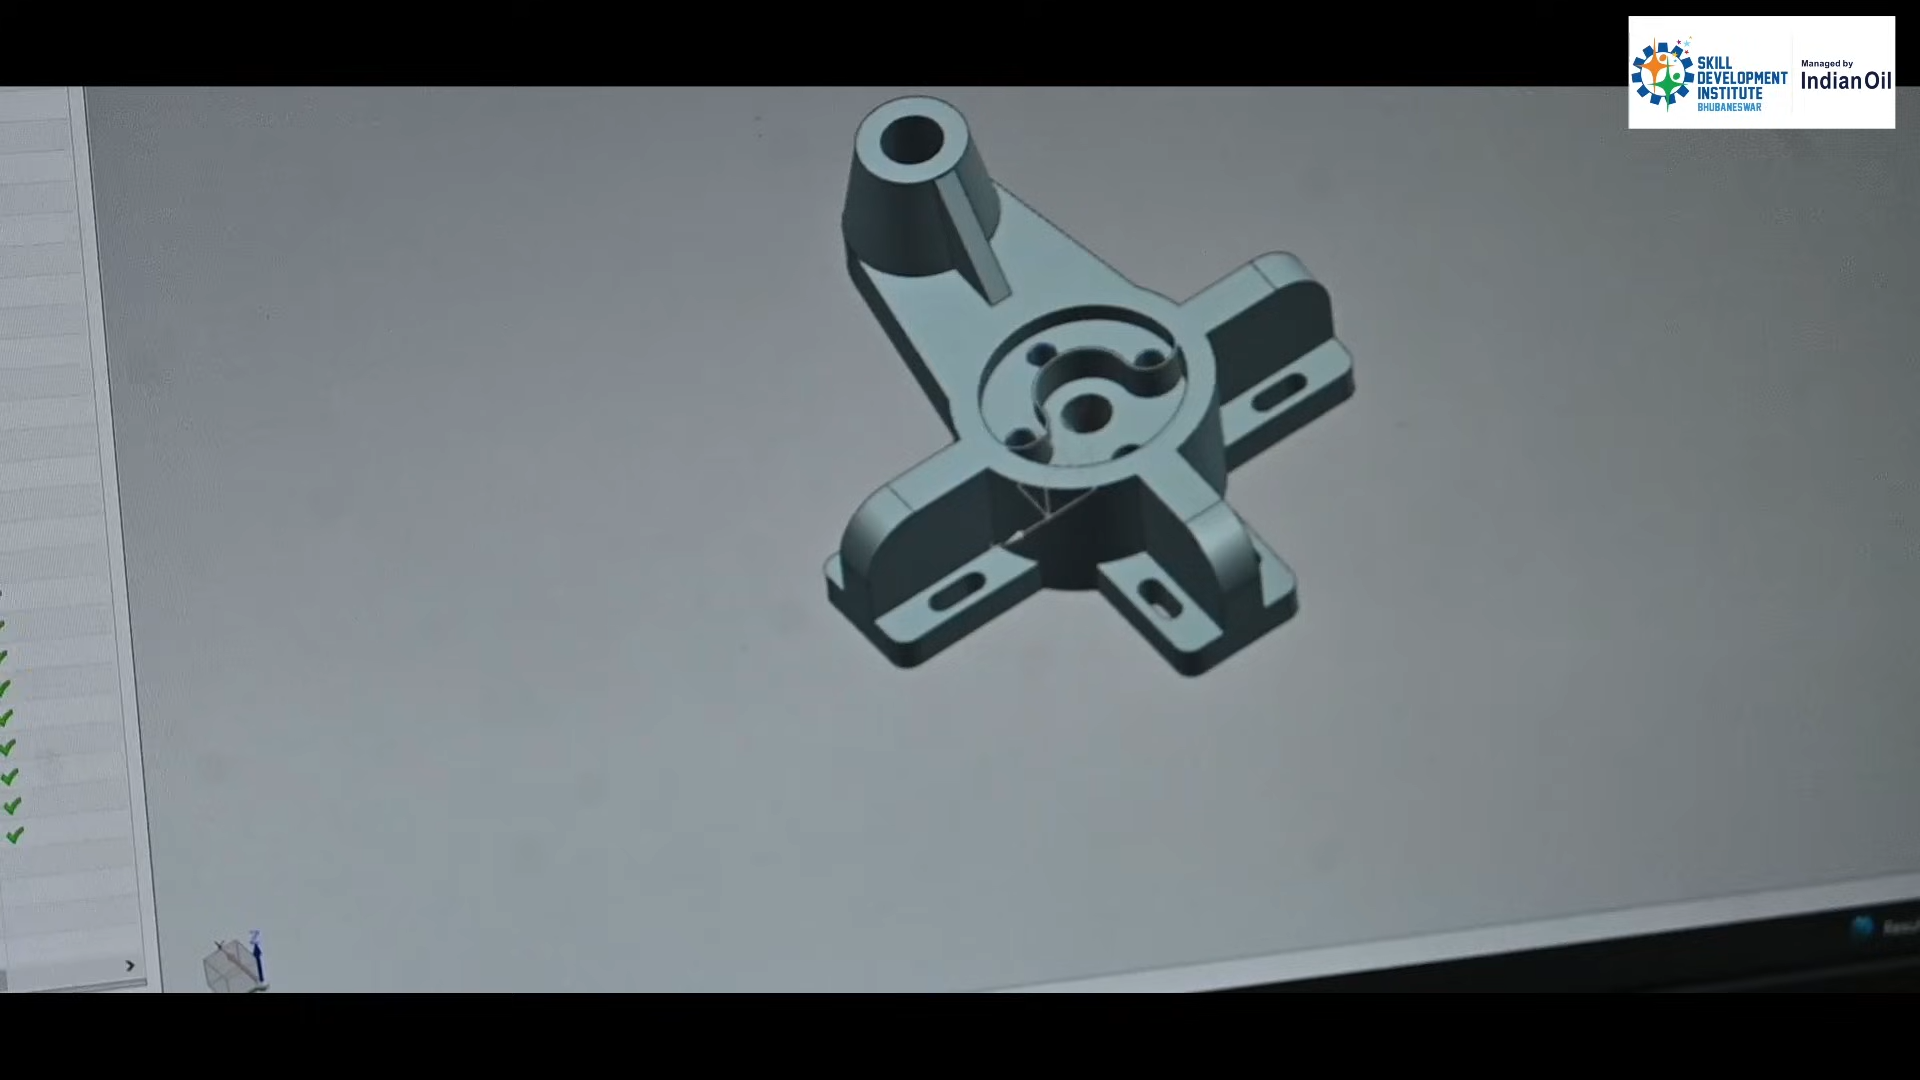 SKILL
DEVELOPMENT
INSTITUTE
BHUBANESWAR
Managed by
IndianOil
Z